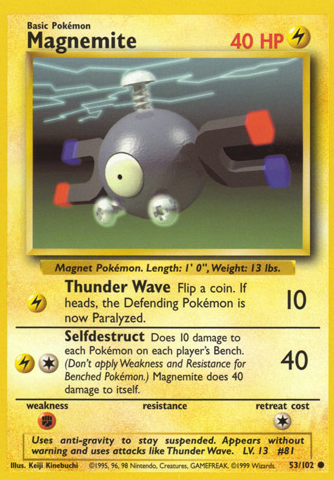 Basic Pokémon
Magnemite 40 HP
Magnet Pokémon. Length: 1' 0", Weight: 13 lbs.
Thunder Wave Flip a coin. If
heads, the Defending Pokémon is
now Paralyzed.
10
Selfdestruct Does 10 damage to
each Pokémon on each player's Bench.
(Don't apply Weakness and Resistance for
Benched Pokémon.) Magnemite does 40
damage to itself.
40
weakness resistance retreat cost
Uses anti-gravity to stay suspended. Appears without
warning and uses attacks like Thunder Wave. LV. 13 #81
Illus. Keiji Kinebuchi ©1995, 96, 98 Nintendo, Creatures, GAMEFREAK. ©1999 Wizards. 53/102